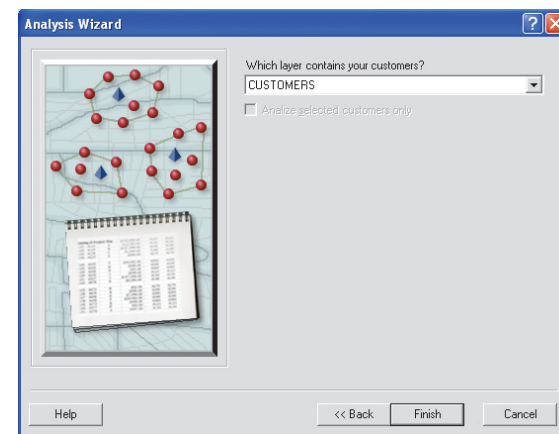 Analysis Wizard
Which layer contains your customers?
CUSTOMERS
Analize selected customers only
Help
<< Back
Finish
Cancel